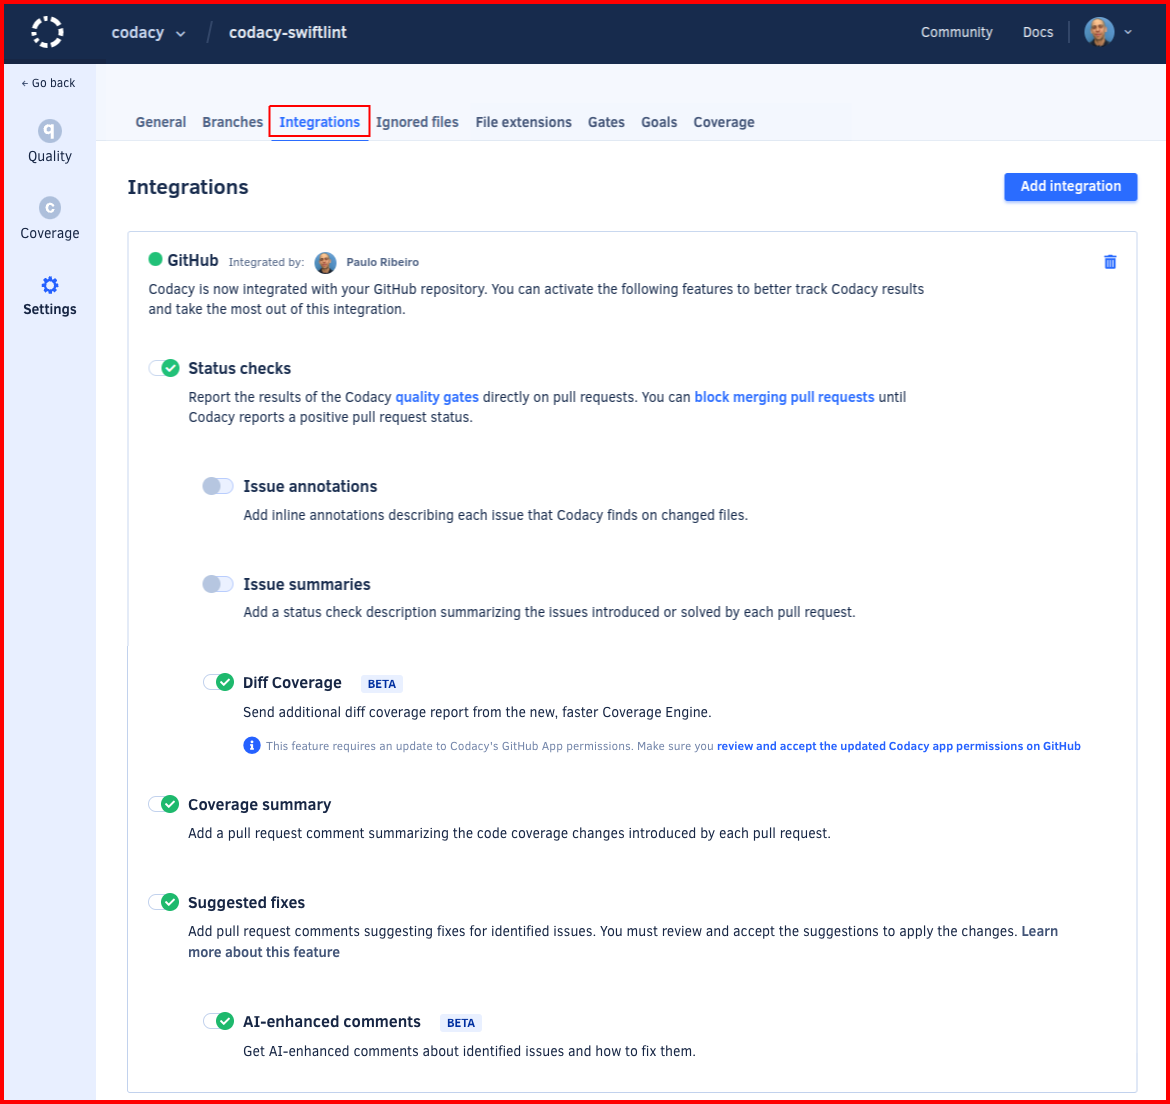 codacy / codacy-swiftlint Community Docs
← Go back
General Branches Integrations Ignored files File extensions Gates Goals Coverage
q
Quality
Integrations
Add integration
c
Coverage
GitHub Integrated by: Paulo Ribeiro
Codacy is now integrated with your GitHub repository. You can activate the following features to better track Codacy results
and take the most out of this integration.
Settings
Status checks
Report the results of the Codacy quality gates directly on pull requests. You can block merging pull requests until
Codacy reports a positive pull request status.
Issue annotations
Add inline annotations describing each issue that Codacy finds on changed files.
Issue summaries
Add a status check description summarizing the issues introduced or solved by each pull request.
Diff Coverage BETA
Send additional diff coverage report from the new, faster Coverage Engine.
This feature requires an update to Codacy's GitHub App permissions. Make sure you review and accept the updated Codacy app permissions on GitHub
Coverage summary
Add a pull request comment summarizing the code coverage changes introduced by each pull request.
Suggested fixes
Add pull request comments suggesting fixes for identified issues. You must review and accept the suggestions to apply the changes. Learn
more about this feature
AI-enhanced comments BETA
Get AI-enhanced comments about identified issues and how to fix them.